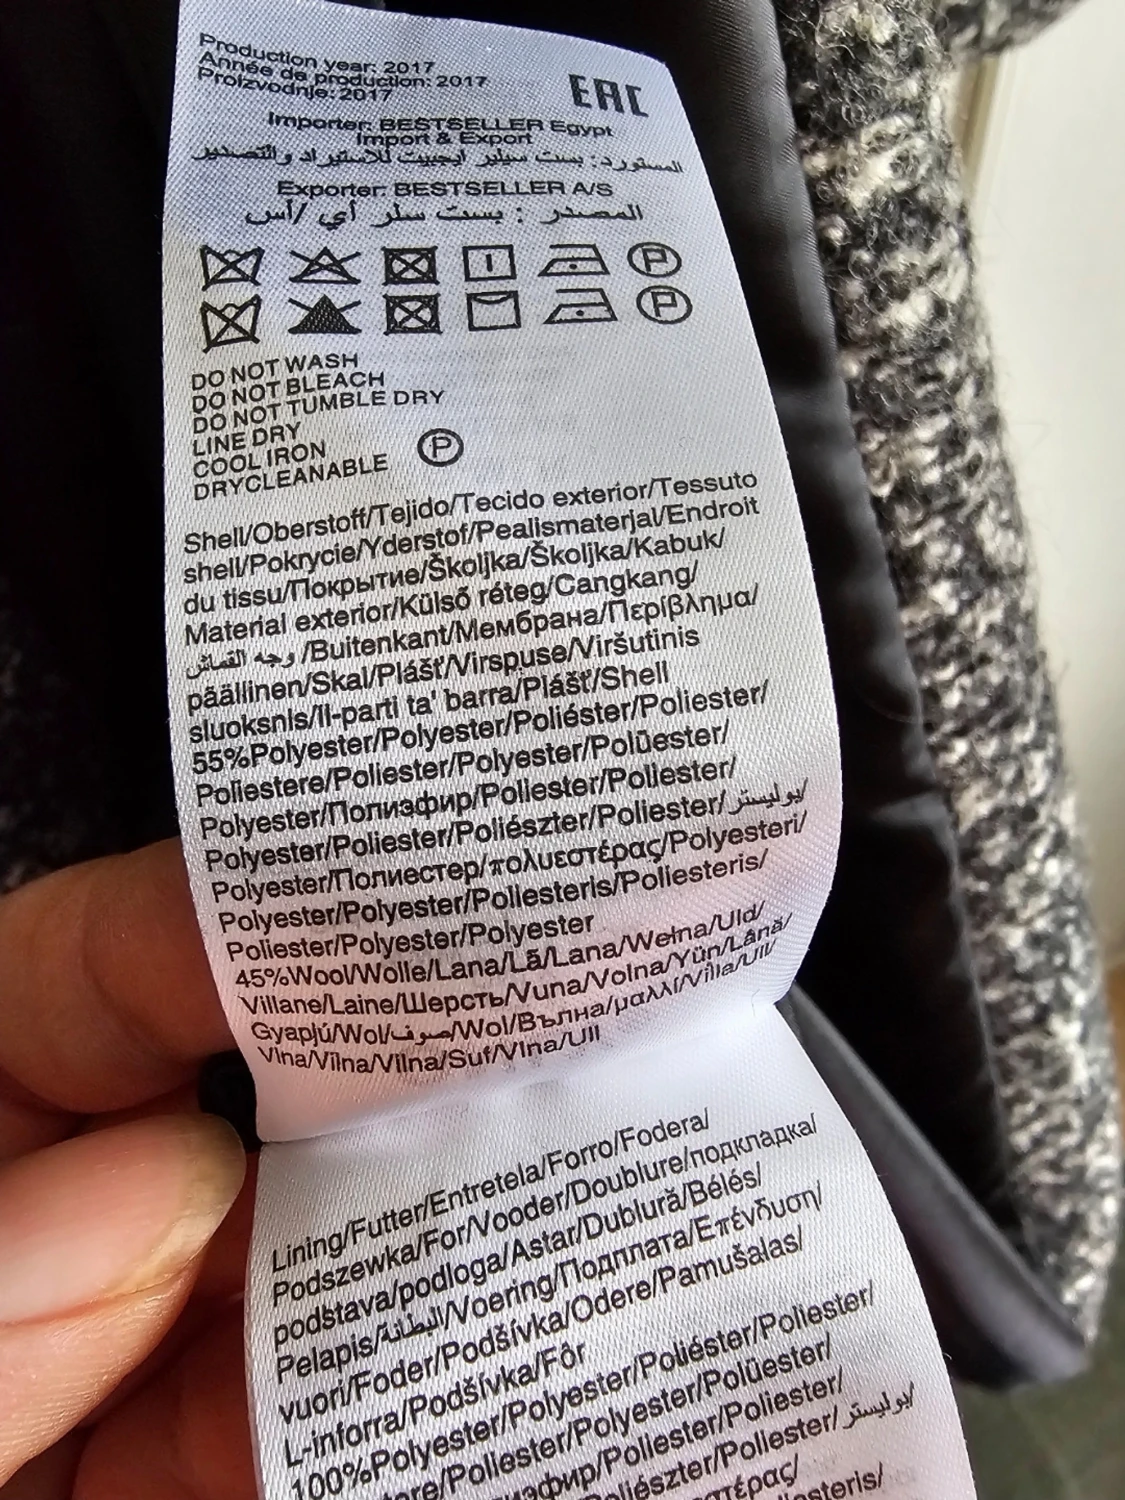 Production year: 2017
Année de production: 2017
Proizvodnje: 2017
EAC
Importer: BESTSELLER Egypt
Import & Export
المستورد: بست سيلير ايجيبت للاستيراد والتصدير
Exporter: BESTSELLER A/S
المصدر : بست سلر أي /أس
P
P
DO NOT WASH
DO NOT BLEACH
DO NOT TUMBLE DRY
LINE DRY
COOL IRON
DRYCLEANABLE P
Shell/Oberstoff/Tejido/Tecido exterior/Tessuto
shell/Pokrycie/Yderstof/Pealismaterjal/Endroit
du tissu/Покрытие/Školjka/Školjka/Kabuk/
Material exterior/Külső réteg/Cangkang/
وجه القماش/Buitenkant/Мембрана/Περίβλημα/
päällinen/Skal/Plášť/Virspuse/Viršutinis
sluoksnis/Il-parti ta' barra/Plášť/Shell
55%Polyester/Polyester/Poliéster/Poliester/
Poliestere/Poliester/Polyester/Polüester/
Polyester/Полиэфир/Poliester/Poliester/
Polyester/Poliester/Poliészter/Poliester/بوليستر/
Polyester/Полиестер/πολυεστέρας/Polyesteri/
Polyester/Polyester/Poliesteris/Poliesteris/
Poliester/Polyester/Polyester
45%Wool/Wolle/Lana/Lã/Lana/Wełna/Uld/
Villane/Laine/Шерсть/Vuna/Volna/Yün/Lână/
Gyapjú/Wol/صوف/Wol/Вълна/μαλλί/Villa/Ull/
Vlna/Vilna/Vilna/Suf/Vlna/Ull
Lining/Futter/Entretela/Forro/Fodera/
Podszewka/For/Vooder/Doublure/подкладка/
podstava/podloga/Astar/Dublură/Bélés/
Pelapis/البطانة/Voering/Подплата/Επένδυση/
vuori/Foder/Podšívka/Odere/Pamušalas/
L-inforra/Podšívka/Fôr
100%Polyester/Polyester/Poliéster/Poliester/
/Poliester/Polyester/Polüester/
/Poliester/Poliester/
/Poliester/بوليستر/